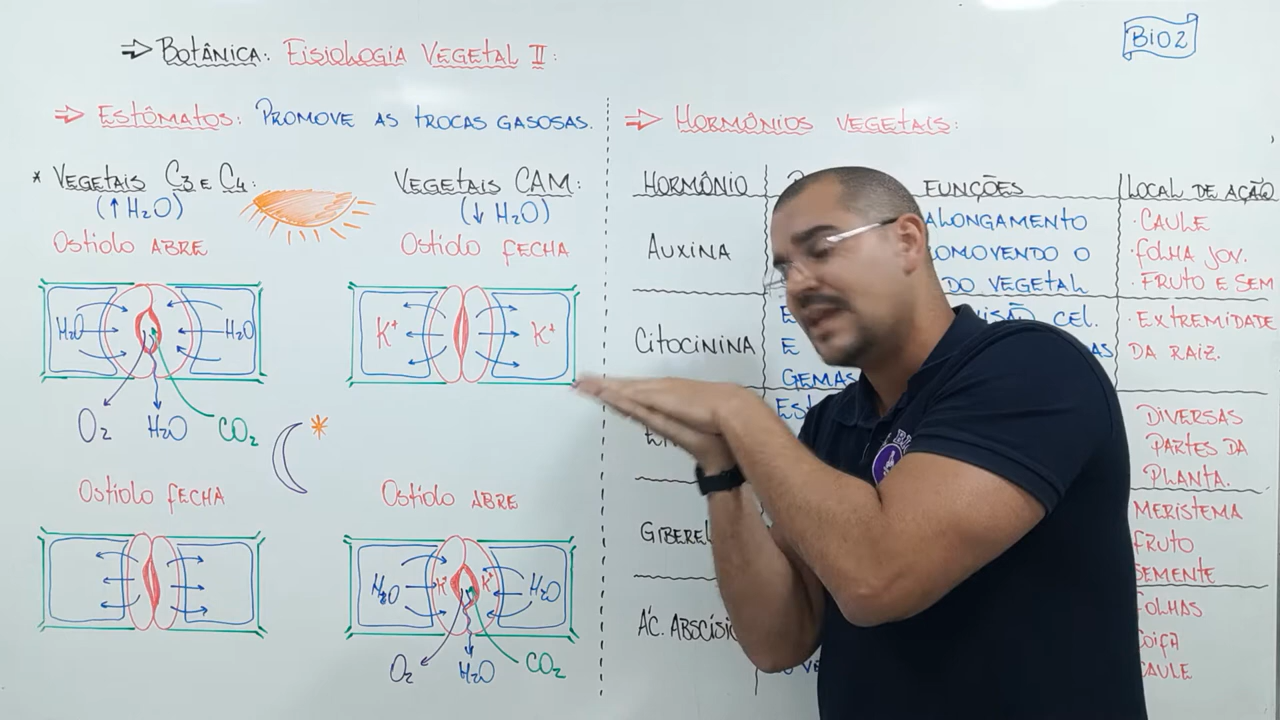 ⇒ Botânica: Fisiologia Vegetal II:
BiO2
⇒ Estômatos: Promove as trocas gasosas.
* Vegetais C3 e C4:
(↑ H2O)
Ostíolo abre
H2O H2O
O2 H2O CO2
Ostíolo fecha
Vegetais CAM:
(↓ H2O)
Ostíolo fecha
K+ K+
Ostíolo abre
H2O K+ K+ H2O
O2 H2O CO2
⇒ Hormônios vegetais:
Hormônio Funções Local de ação
Auxina
alongamento
do vegetal
· Caule
· Folha jov.
· Fruto e sem
Citocinina
cel.
E
gemas
· Extremidade
da raiz.
Diversas
partes da
planta.
Meristema
Fruto
Semente
Ác.
Folhas
Coifa
Caule